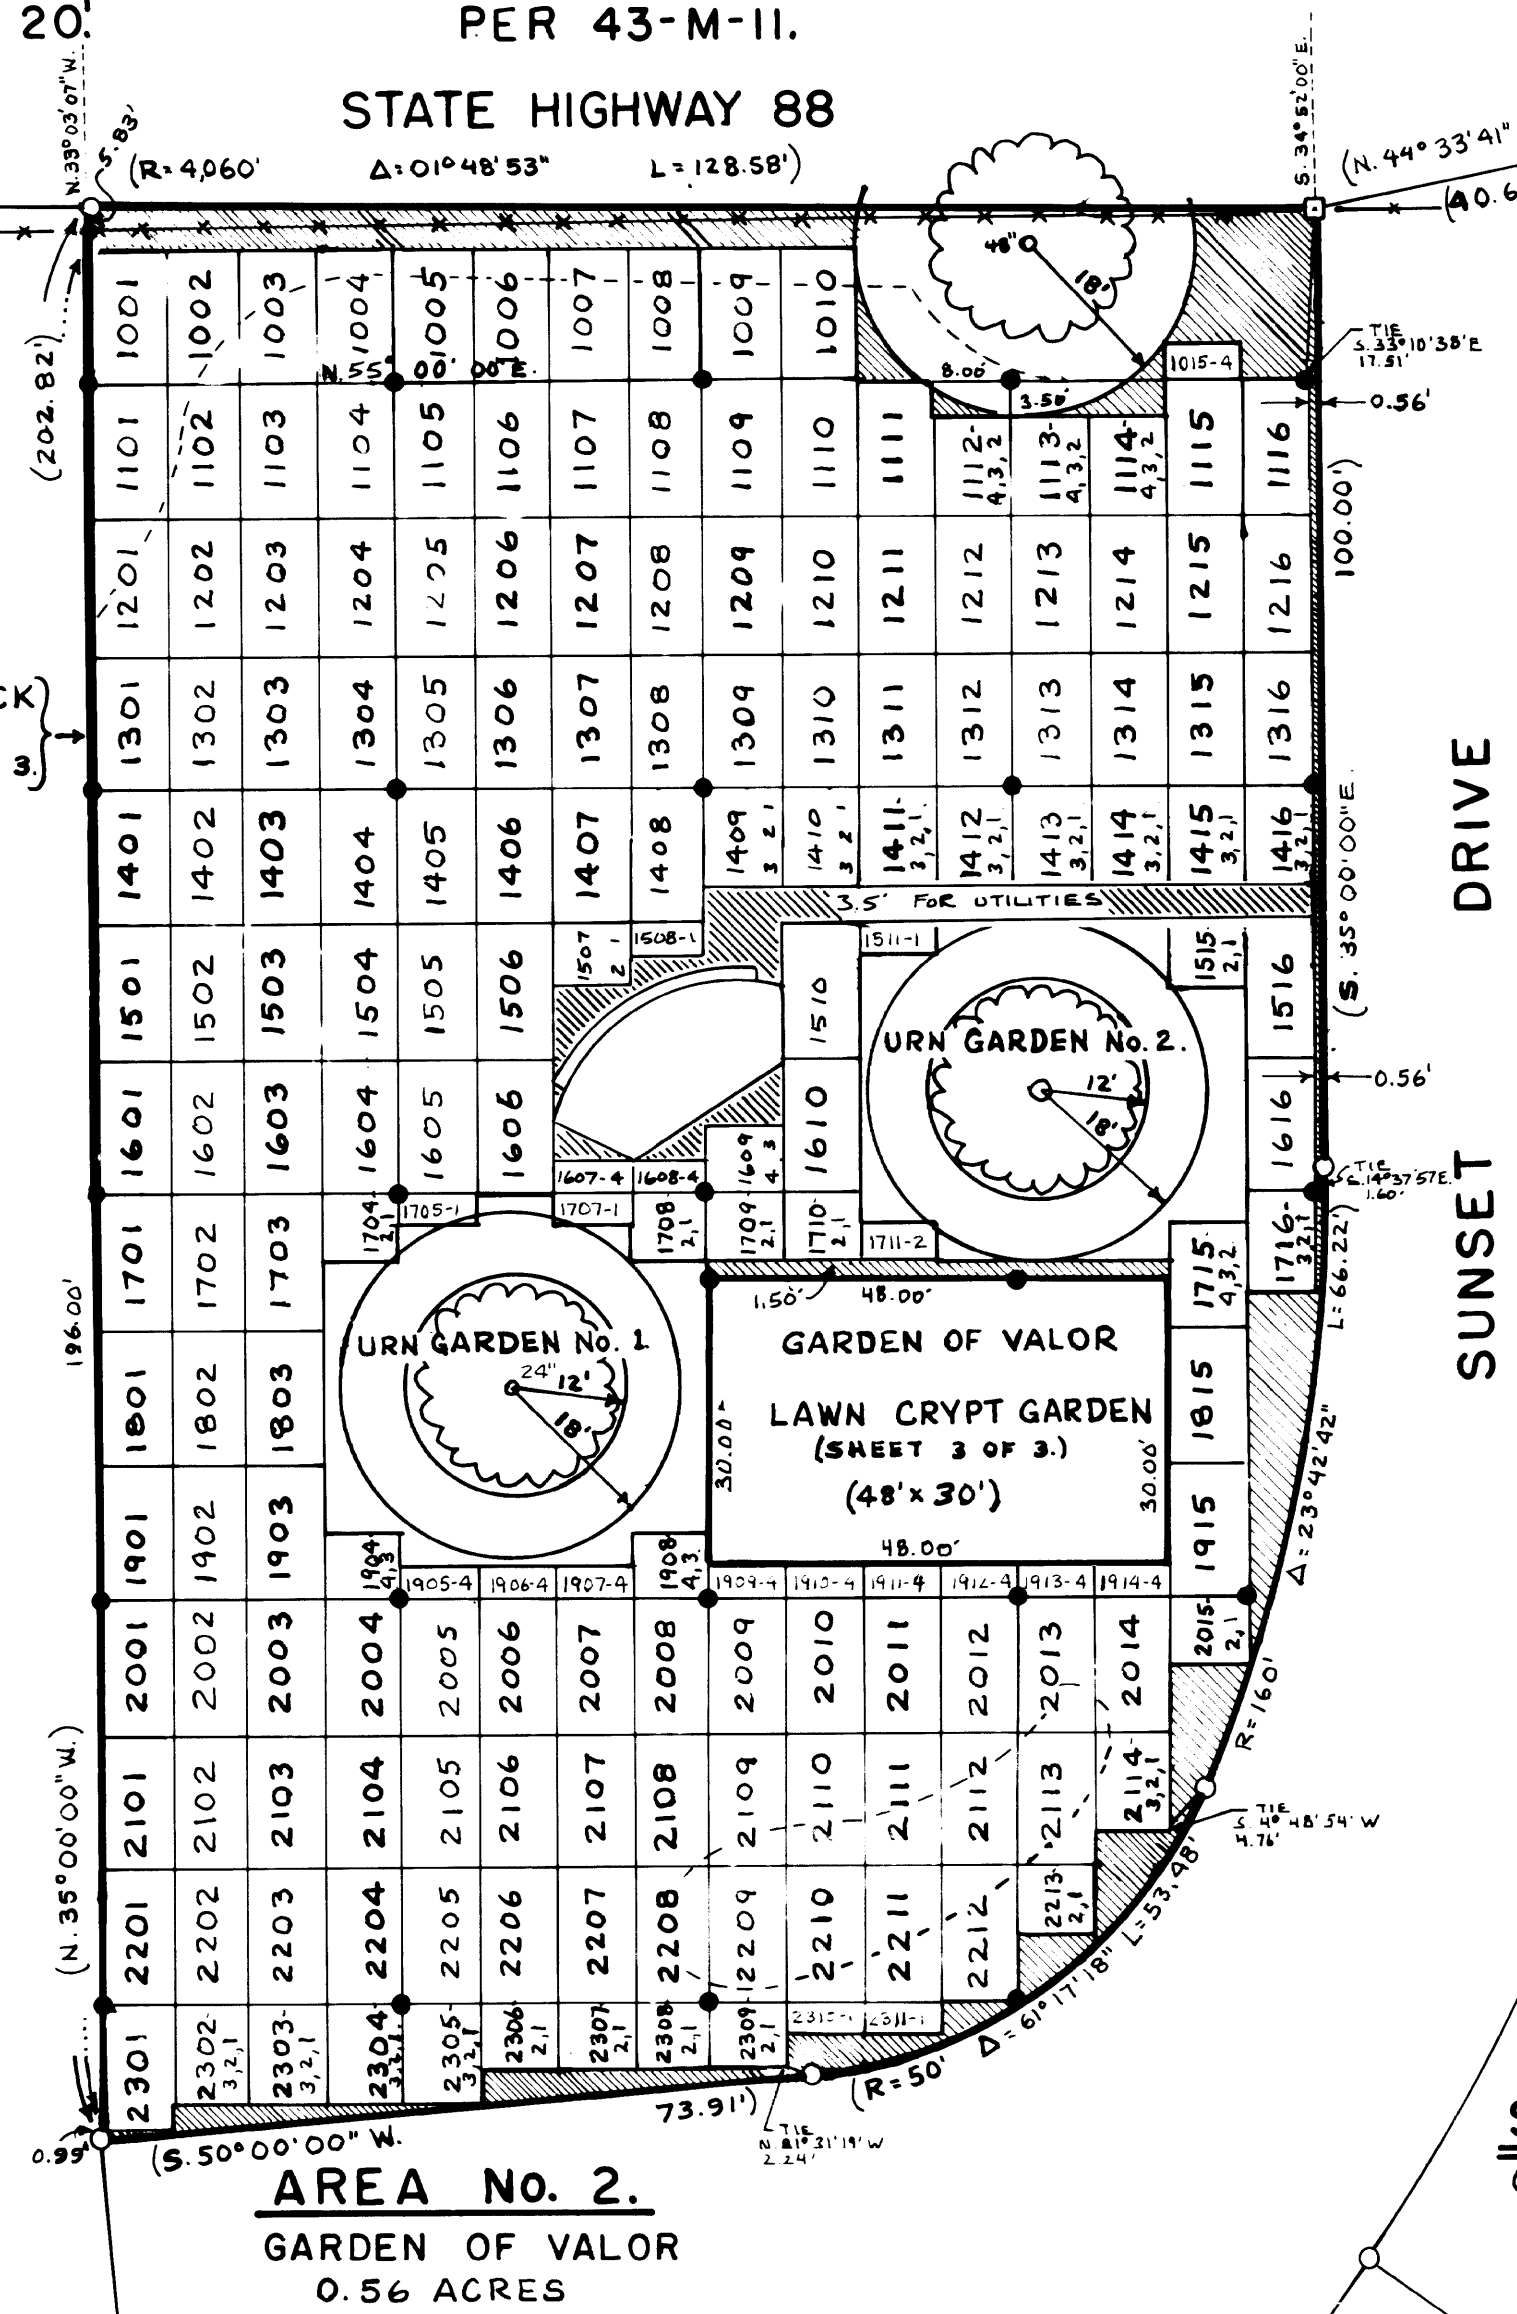 20.'
PER 43-M-11.
STATE HIGHWAY 88
N.33°03'07"W.
5.83'
(R=4,060' Δ=01°48'53" L=128.58')
S. 34°52'00"E.
(N. 44°33'41"
(40.6
48"
18'
1001 1002 1003 1004 1005 1006 1007 1008 1009 1010
1015-4
TIE
S.33°10'38"E
17.51'
N.55° 00' 00"E.
8.00'
3.50'
0.56'
(202.82')
1101 1102 1103 1104 1105 1106 1107 1108 1109 1110 1111 1112-4,3,2 1113-4,3,2 1114-4,3,2 1115 1116
100.00')
1201 1202 1203 1204 1205 1206 1207 1208 1209 1210 1211 1212 1213 1214 1215 1216
CK
3.
1301 1302 1303 1304 1305 1306 1307 1308 1309 1310 1311 1312 1313 1314 1315 1316
1401 1402 1403 1404 1405 1406 1407 1408 1409 3 2 1 1410 3 2 1 1411-3,2,1. 1412 3,2,1 1413 3,2,1 1414 3,2,1 1415 3,2,1 1416 3,2,1
(S. 35°00'00"E.
DRIVE
3.5' FOR UTILITIES
1501 1502 1503 1504 1505 1506 1507 2 1 1508-1 1510 1511-1 1515 2,1 1516
URN GARDEN No. 2.
12'
18'
0.56'
1601 1602 1603 1604 1605 1606 1607-4 1608-4 1609 4 3 1610 1616
TIE
S.14°37'57"E.
1.60'
1701 1702 1703 1704 2,1 1705-1 1707-1 1708 2,1 1709-2,1 1710-2,1 1711-2 1715 4,3,2 1716-3,2,1
L=66.22')
SUNSET
196.00'
1.50' 48.00'
URN GARDEN No. 1
24" 12'
18'
GARDEN OF VALOR
LAWN CRYPT GARDEN
(SHEET 3 OF 3.)
(48'x 30')
30.00'
30.00'
48.00'
1801 1802 1803 1815
Δ=23°42'42"
1901 1902 1903 1904 4,3 1905-4 1906-4 1907-4 1908 4,3. 1909-4 1910-4 1911-4 1912-4 1913-4 1914-4 1915
2001 2002 2003 2004 2005 2006 2007 2008 2009 2010 2011 2012 2013 2014 2015-2,1
R=160'
(N. 35°00'00"W.)
2101 2102 2103 2104 2105 2106 2107 2108 2109 2110 2111 2112 2113 2114-3,2,1
TIE
S. 4°48'54" W
4.76'
2201 2202 2203 2204 2205 2206 2207 2208 2209 2210 2211 2212 2213-2,1
Δ=61°17'18" L=53.48'
2301 2302-3,2,1 2303-3,2,1 2304-3,2,1. 2305-3,2,1 2306-2,1 2307-2,1 2308-2,1 2309-2,1 2310-1 2311-1
(R=50'
73.91')
TIE
N.81°31'19"W
2.24'
0.99'
(S.50°00'00" W.
AREA No. 2.
GARDEN OF VALOR
0.56 ACRES